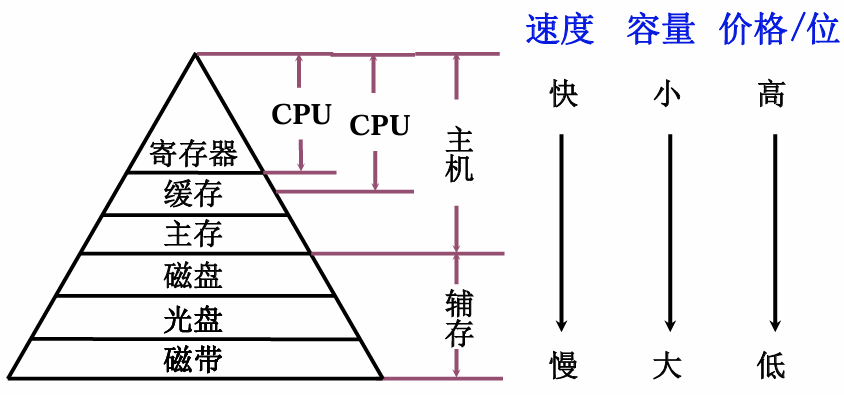 速度 容量 价格/位
快 小 高
CPU
CPU
主机
寄存器
缓存
主存
磁盘
光盘
磁带
辅存
慢 大 低